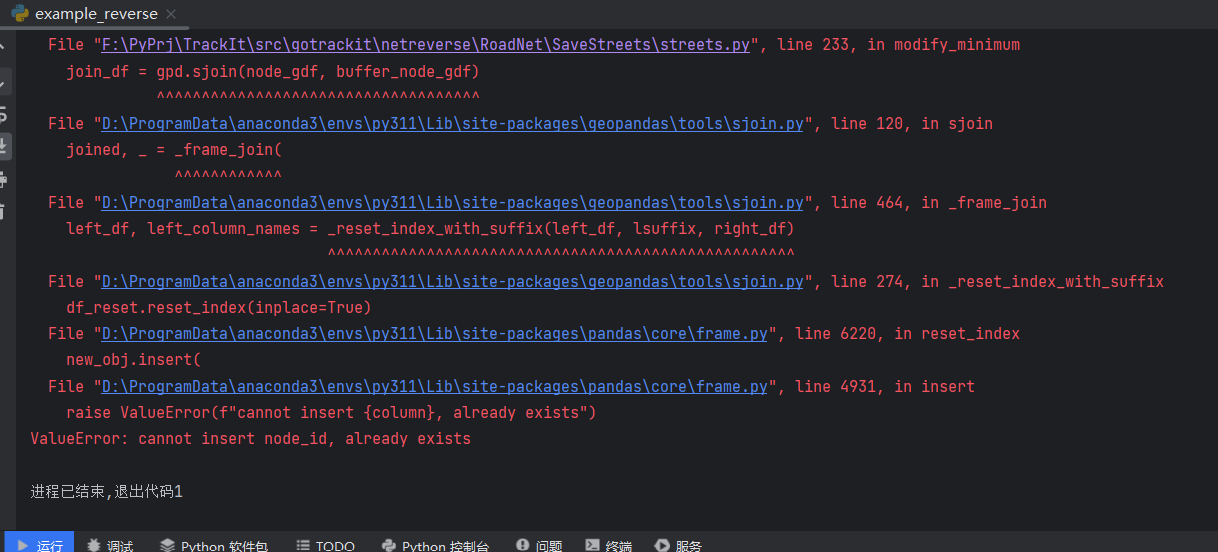 example_reverse
File "F:\PyPrj\TrackIt\src\gotrackit\netreverse\RoadNet\SaveStreets\streets.py", line 233, in modify_minimum
join_df = gpd.sjoin(node_gdf, buffer_node_gdf)
^^^^^^^^^^^^^^^^^^^^^^^^^^^^^^^^^^^^
File "D:\ProgramData\anaconda3\envs\py311\Lib\site-packages\geopandas\tools\sjoin.py", line 120, in sjoin
joined, _ = _frame_join(
^^^^^^^^^^^^
File "D:\ProgramData\anaconda3\envs\py311\Lib\site-packages\geopandas\tools\sjoin.py", line 464, in _frame_join
left_df, left_column_names = _reset_index_with_suffix(left_df, lsuffix, right_df)
^^^^^^^^^^^^^^^^^^^^^^^^^^^^^^^^^^^^^^^^^^^^^^^^^^^^
File "D:\ProgramData\anaconda3\envs\py311\Lib\site-packages\geopandas\tools\sjoin.py", line 274, in _reset_index_with_suffix
df_reset.reset_index(inplace=True)
File "D:\ProgramData\anaconda3\envs\py311\Lib\site-packages\pandas\core\frame.py", line 6220, in reset_index
new_obj.insert(
File "D:\ProgramData\anaconda3\envs\py311\Lib\site-packages\pandas\core\frame.py", line 4931, in insert
raise ValueError(f"cannot insert {column}, already exists")
ValueError: cannot insert node_id, already exists
进程已结束,退出代码1
运行 调试 Python 软件包 TODO Python 控制台 问题 终端 服务